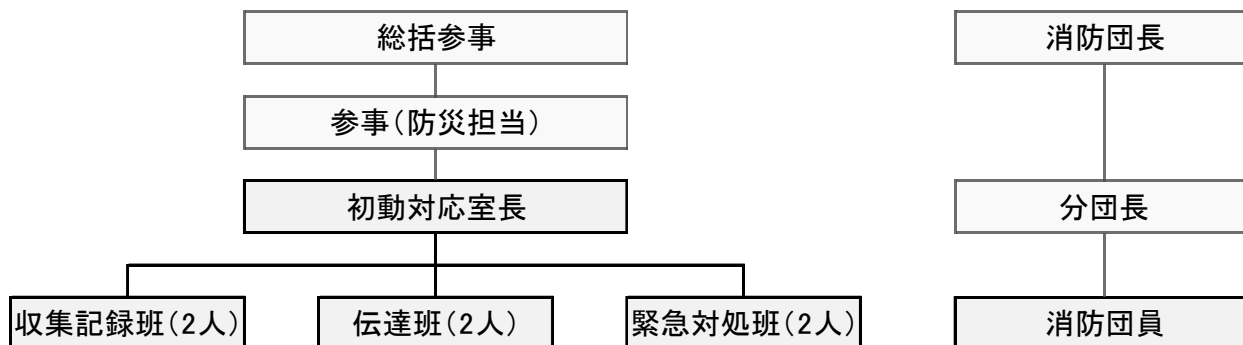 総括参事
消防団長
参事(防災担当)
初動対応室長
分団長
収集記録班(2人)
伝達班(2人)
緊急対処班(2人)
消防団員